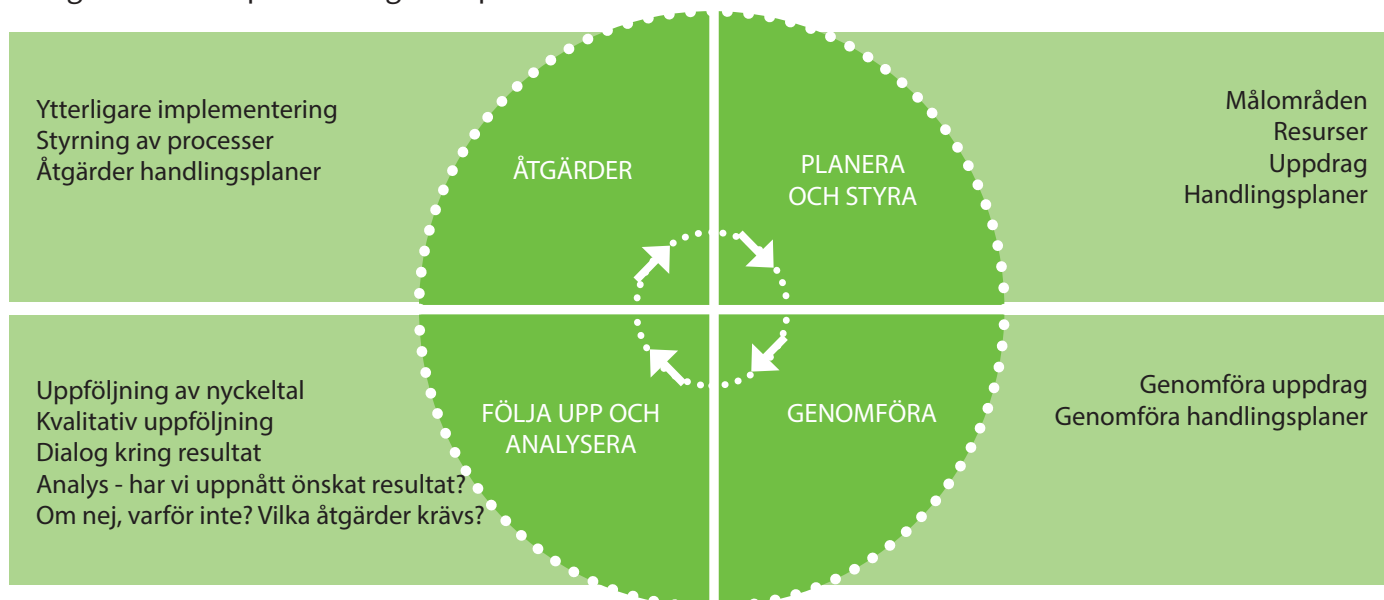 Ytterligare implementering
Styrning av processer
Åtgärder handlingsplaner
ÅTGÄRDER
PLANERA
OCH STYRA
Målområden
Resurser
Uppdrag
Handlingsplaner
Uppföljning av nyckeltal
Kvalitativ uppföljning
Dialog kring resultat
Analys - har vi uppnått önskat resultat?
Om nej, varför inte? Vilka åtgärder krävs?
FÖLJA UPP OCH
ANALYSERA
GENOMFÖRA
Genomföra uppdrag
Genomföra handlingsplaner